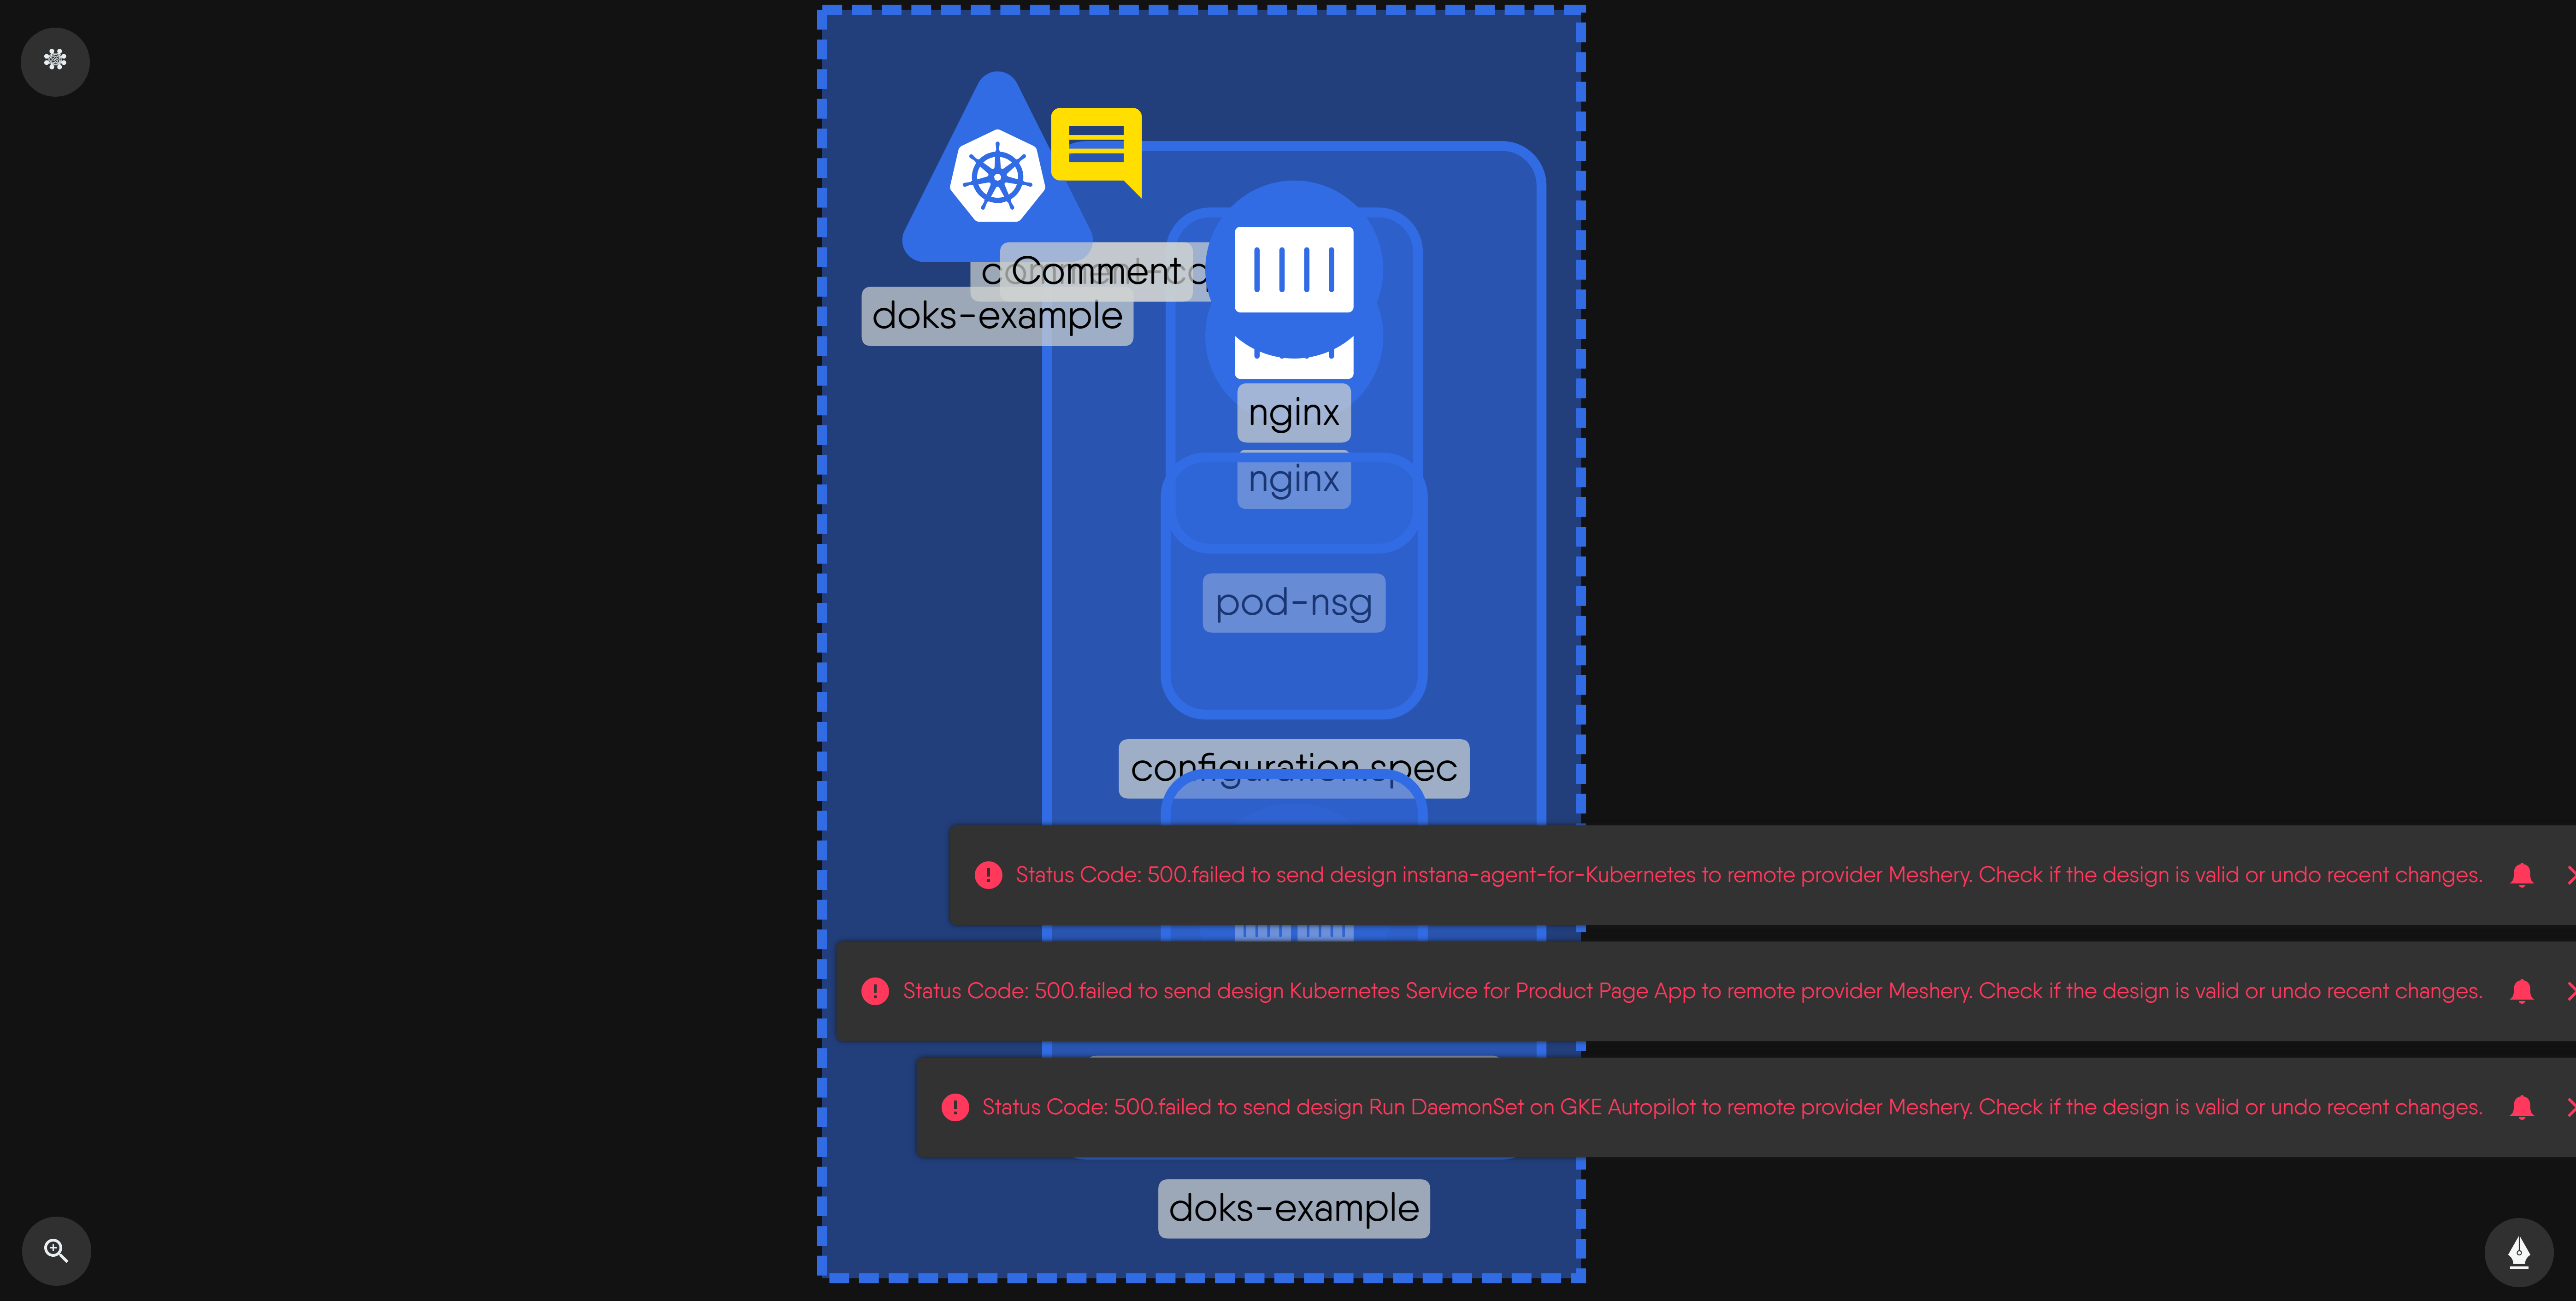 Comment
doks-example
nginx
nginx
pod-nsg
configuration.spec
Status Code: 500.failed to send design instana-agent-for-Kubernetes to remote provider Meshery. Check if the design is valid or undo recent changes.
Status Code: 500.failed to send design Kubernetes Service for Product Page App to remote provider Meshery. Check if the design is valid or undo recent changes.
Status Code: 500.failed to send design Run DaemonSet on GKE Autopilot to remote provider Meshery. Check if the design is valid or undo recent changes.
doks-example